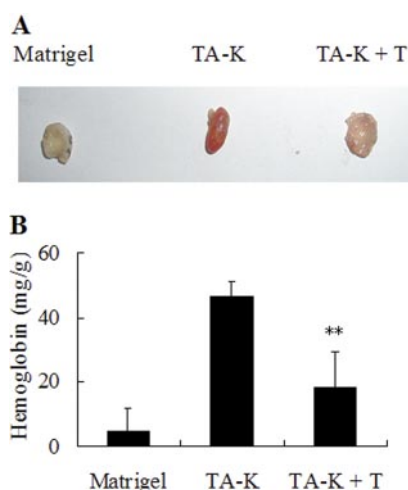 A
Matrigel TA-K TA-K + T
B
Hemoglobin (mg/g)
60
40
20
0
**
Matrigel TA-K TA-K + T